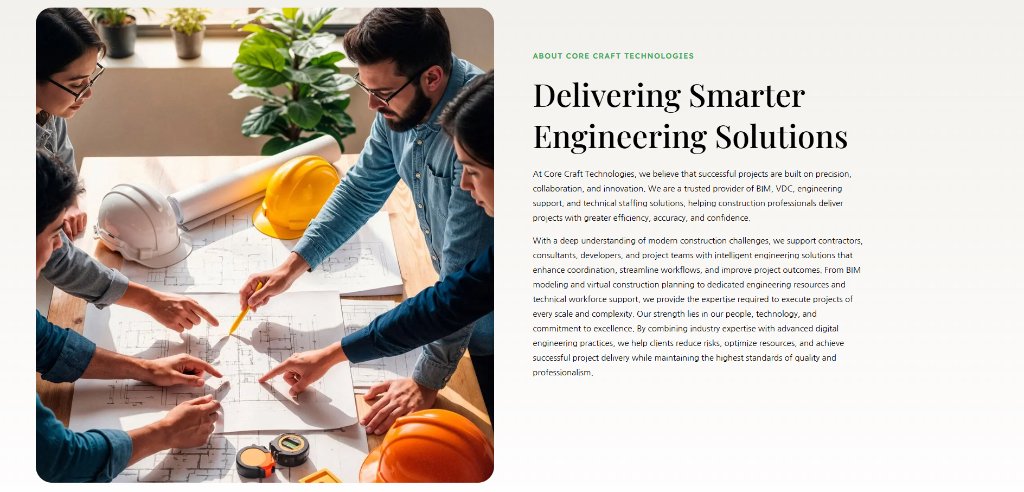 ABOUT CORE CRAFT TECHNOLOGIES
Delivering Smarter
Engineering Solutions
At Core Craft Technologies, we believe that successful projects are built on precision,
collaboration, and innovation. We are a trusted provider of BIM, VDC, engineering
support, and technical staffing solutions, helping construction professionals deliver
projects with greater efficiency, accuracy, and confidence.
With a deep understanding of modern construction challenges, we support contractors,
consultants, developers, and project teams with intelligent engineering solutions that
enhance coordination, streamline workflows, and improve project outcomes. From BIM
modeling and virtual construction planning to dedicated engineering resources and
technical workforce support, we provide the expertise required to execute projects of
every scale and complexity. Our strength lies in our people, technology, and
commitment to excellence. By combining industry expertise with advanced digital
engineering practices, we help clients reduce risks, optimize resources, and achieve
successful project delivery while maintaining the highest standards of quality and
professionalism.